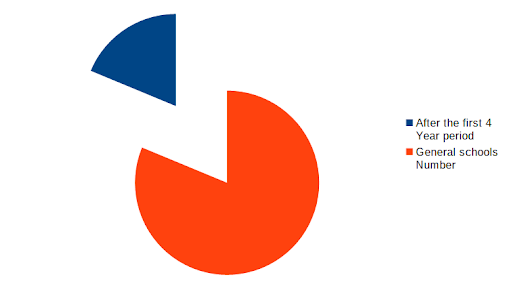 After the first 4
Year period
General schools
Number